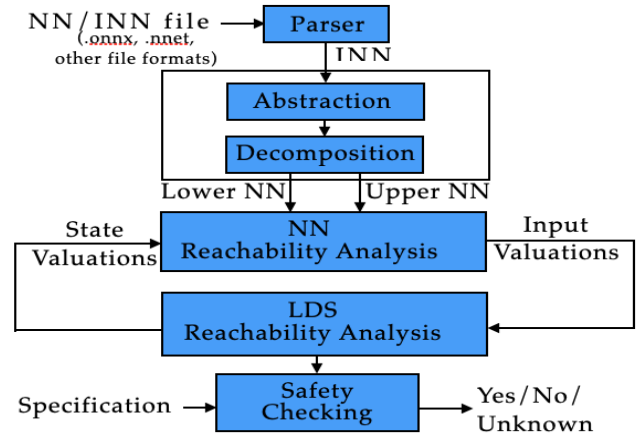 NN/INN file
(.onnx, .nnet,
other file formats)
Parser
INN
Abstraction
Decomposition
Lower NN
Upper NN
State
Valuations
NN
Reachability Analysis
Input
Valuations
LDS
Reachability Analysis
Specification
Safety
Checking
Yes/No/
Unknown